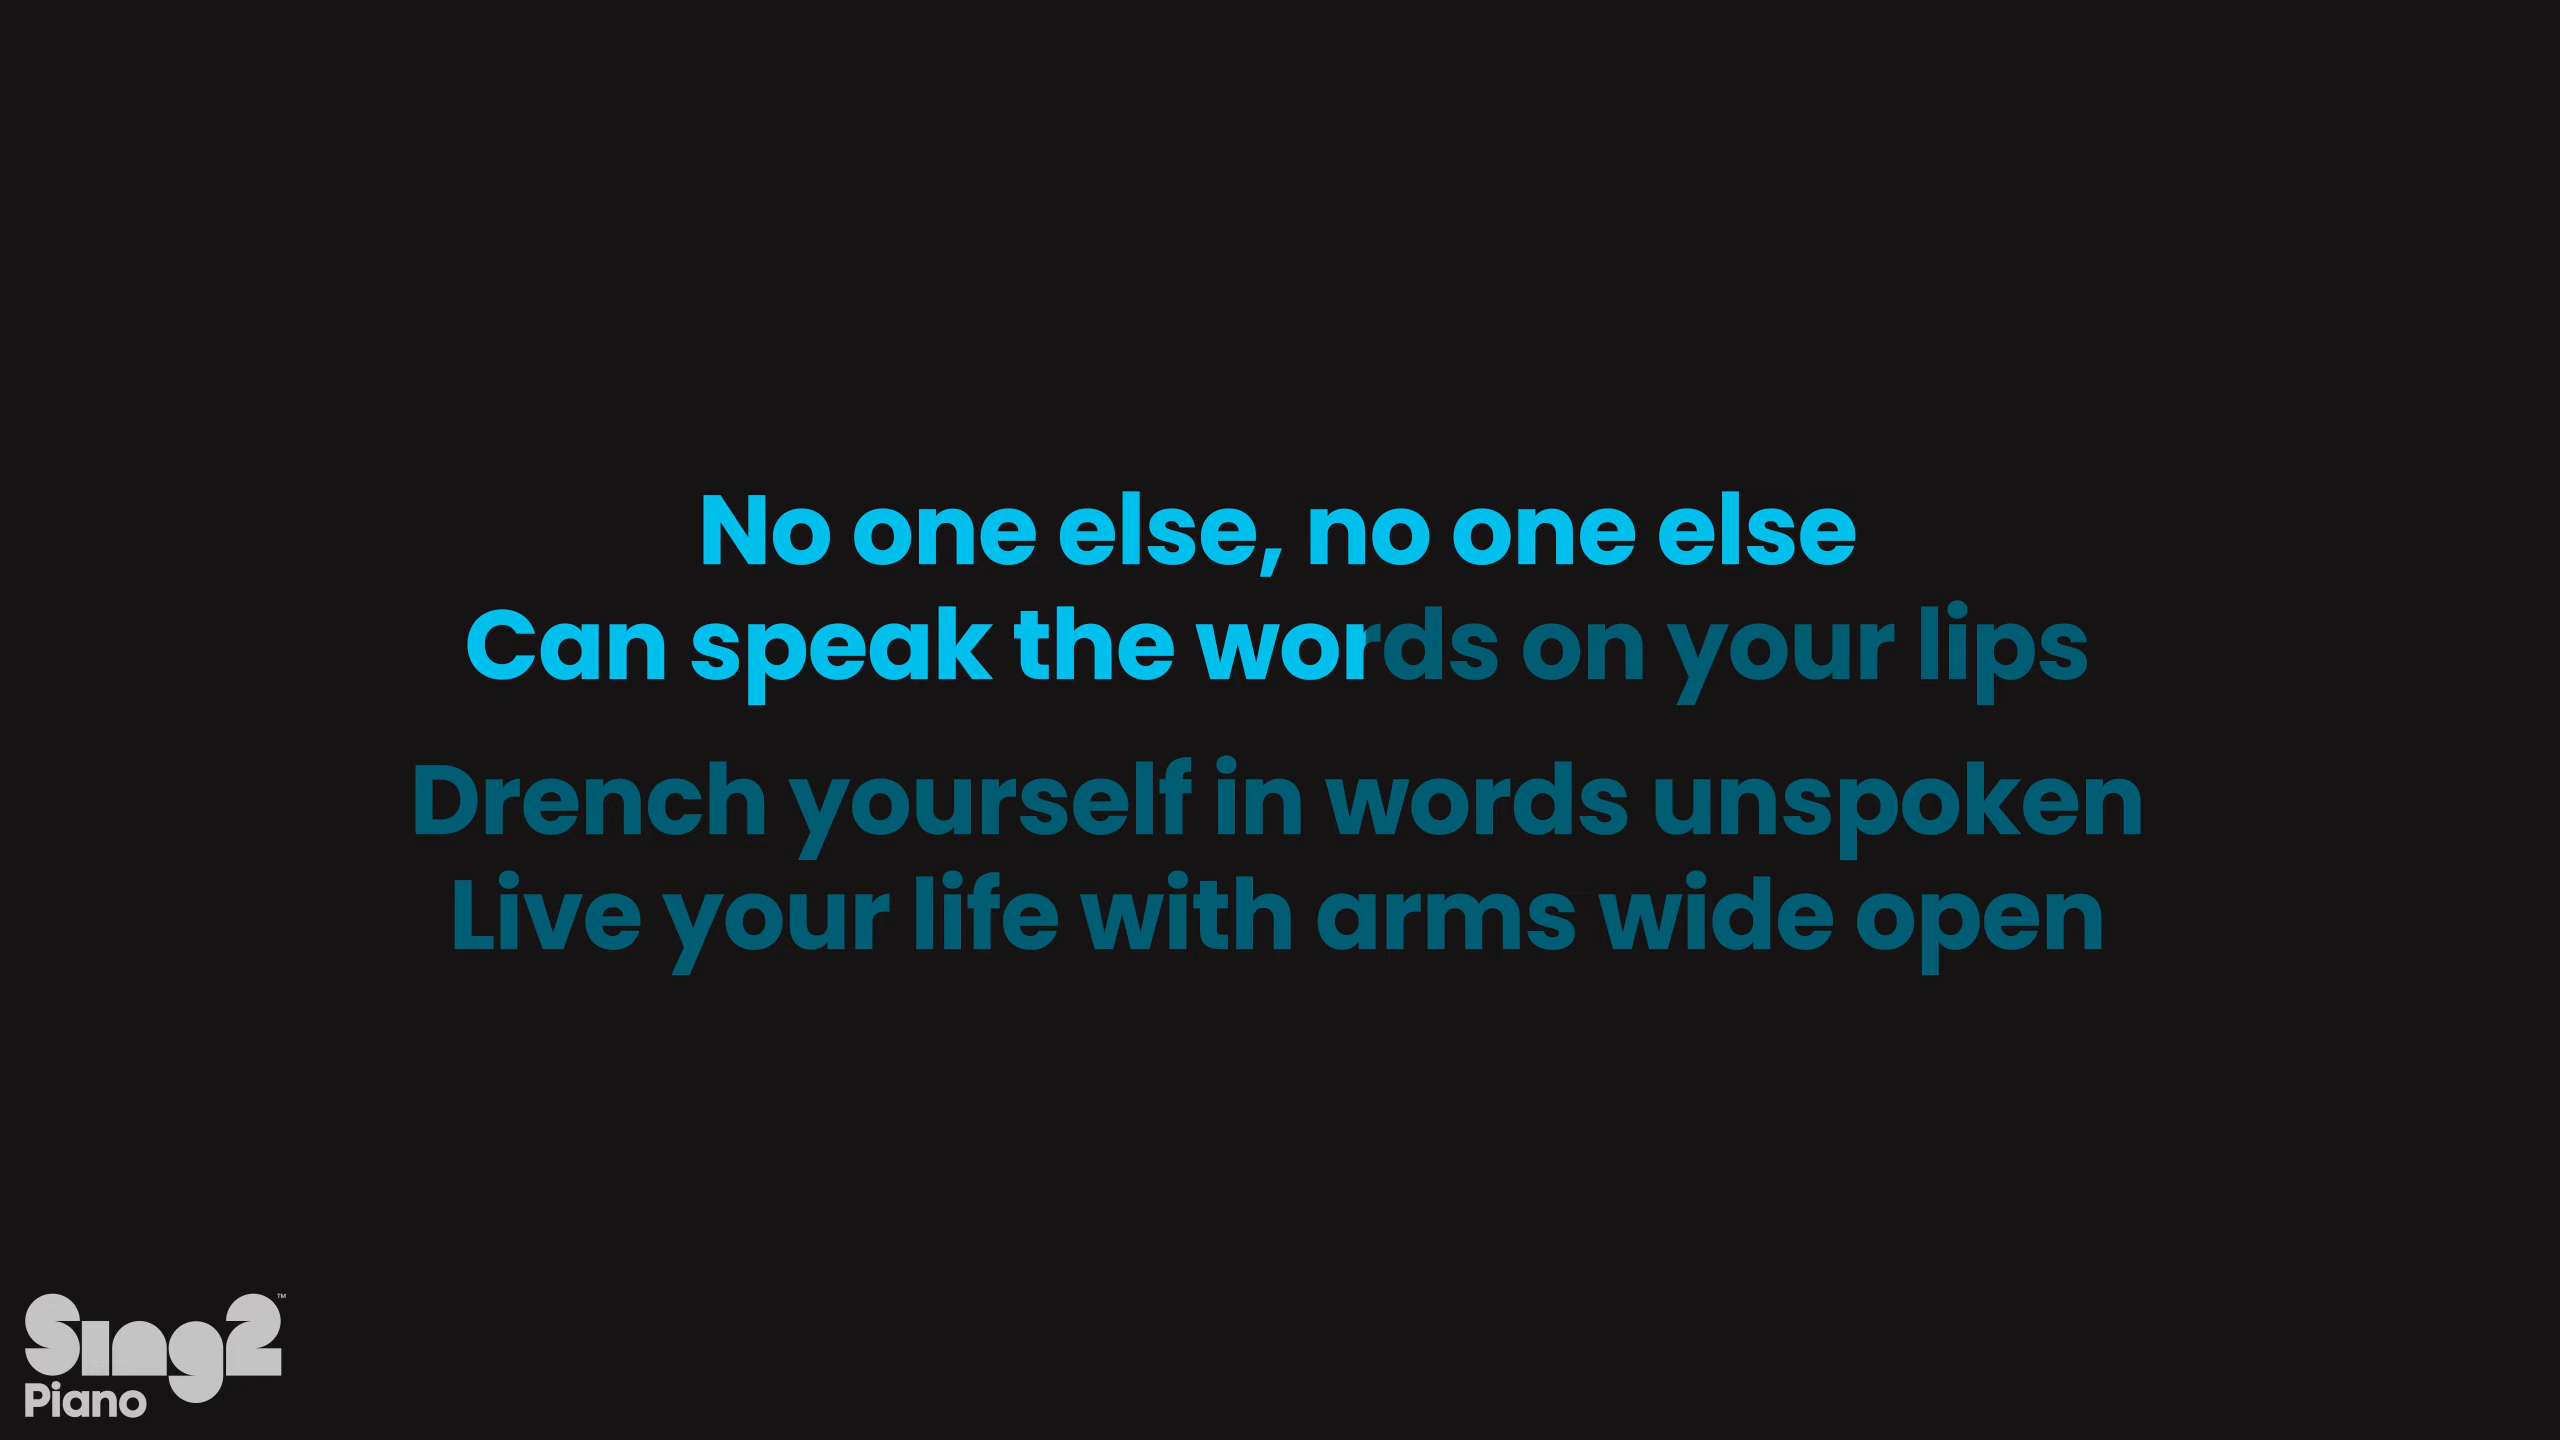 No one else, no one else
Can speak the words on your lips
Drench yourself in words unspoken
Live your life with arms wide open
Sing2™
Piano